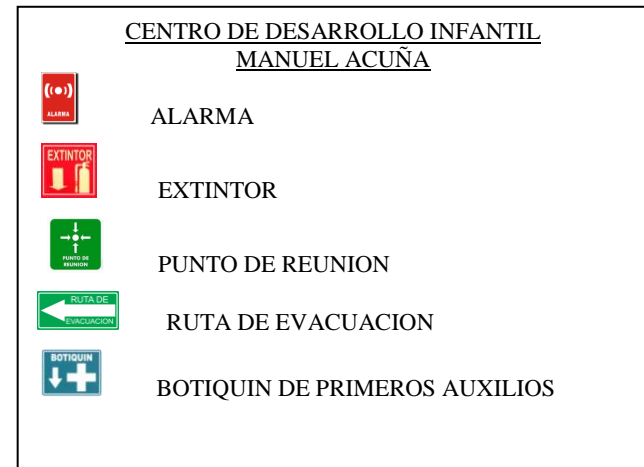 CENTRO DE DESARROLLO INFANTIL
MANUEL ACUÑA
ALARMA
ALARMA
EXTINTOR
EXTINTOR
PUNTO DE
REUNION
PUNTO DE REUNION
RUTA DE
EVACUACION
RUTA DE EVACUACION
BOTIQUIN
BOTIQUIN DE PRIMEROS AUXILIOS